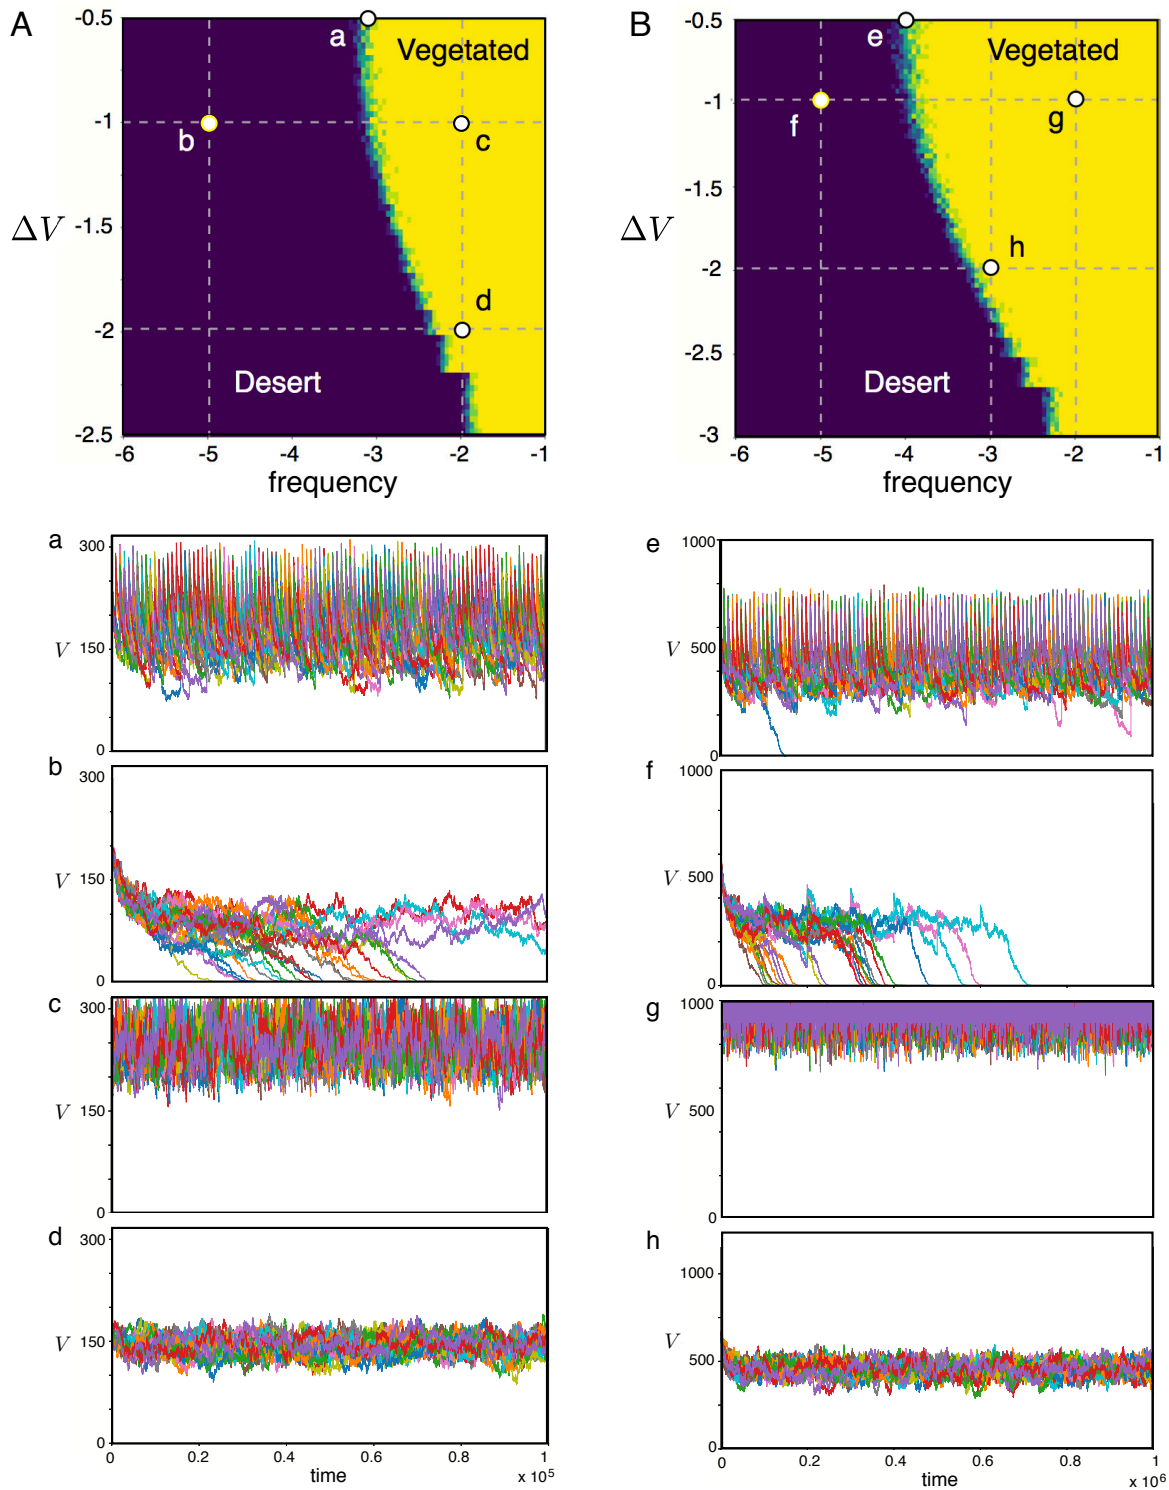 A
-0.5
a
Vegetated
-1
b
c
-1.5
ΔV
d
-2
Desert
-2.5
-6 -5 -4 -3 -2 -1
frequency
B
-0.5
e
Vegetated
-1
f
g
-1.5
ΔV
h
-2
-2.5
Desert
-3
-6 -5 -4 -3 -2 -1
frequency
a
300
V 150
0
b
300
V 150
0
c
300
V 150
0
d
300
V 150
0
0 0.2 0.4 0.6 0.8 1
time
x 10⁵
e
1000
V 500
0
f
1000
V 500
0
g
1000
V 500
0
h
1000
V
500
0
0 0.2 0.4 0.6 0.8 1
time
x 10⁶